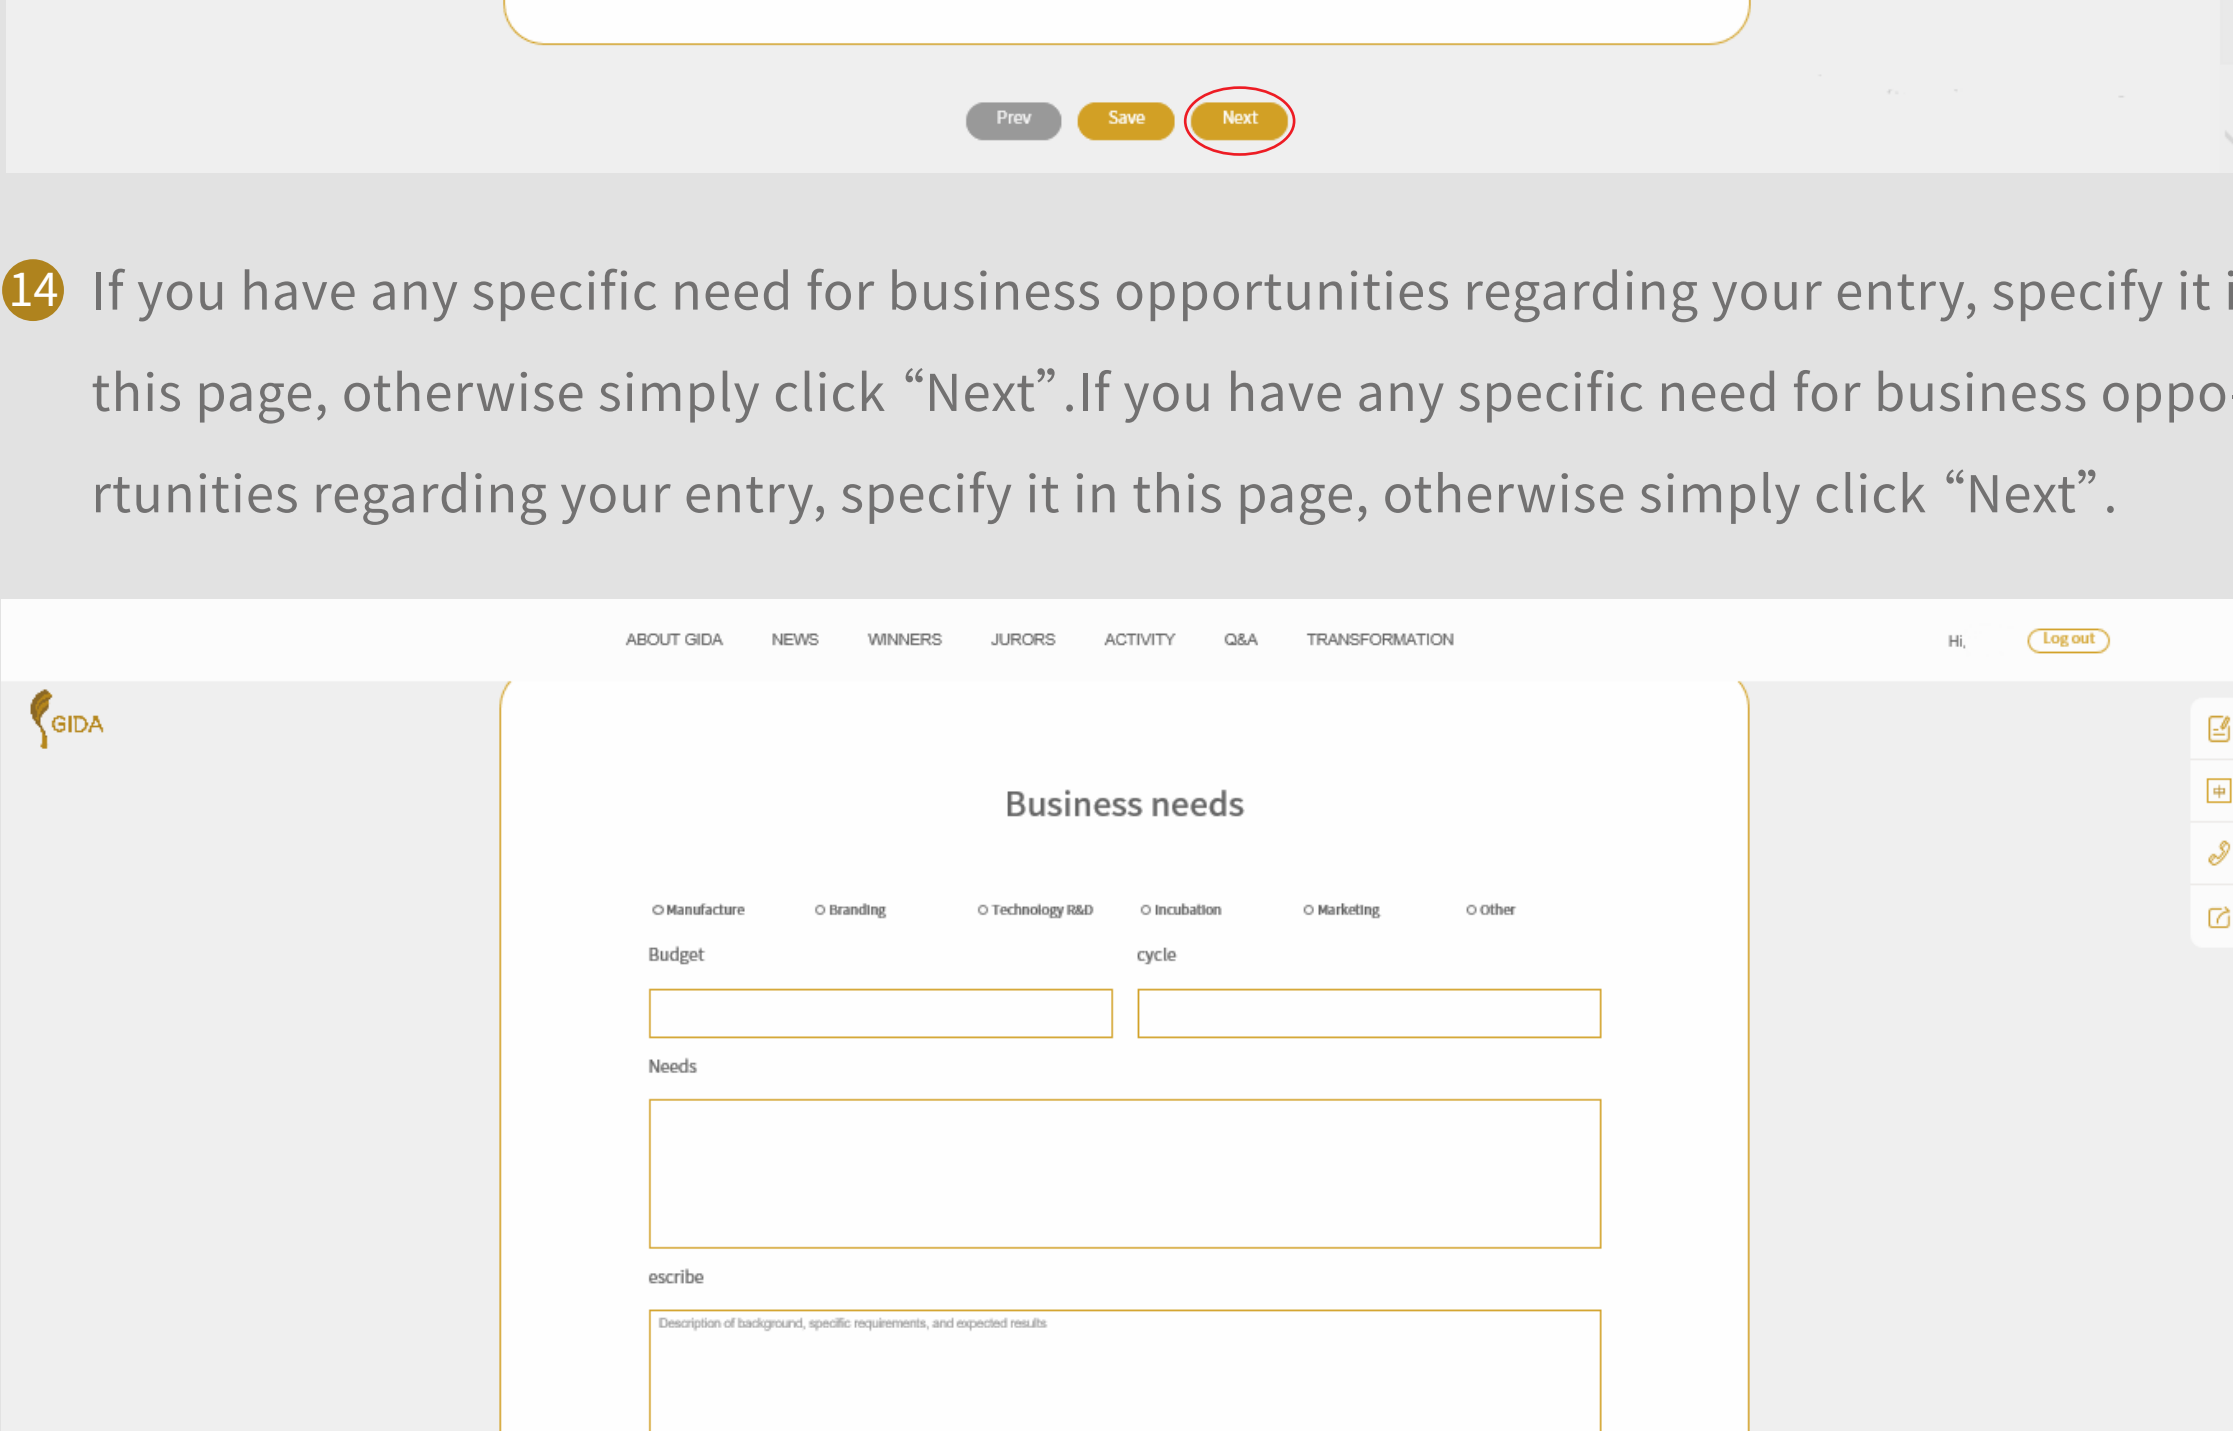 Prev Save Next
14 If you have any specific need for business opportunities regarding your entry, specify it
this page, otherwise simply click “Next”.If you have any specific need for business oppo-
rtunities regarding your entry, specify it in this page, otherwise simply click “Next”.
ABOUT GIDA NEWS WINNERS JURORS ACTIVITY Q&A TRANSFORMATION Hi, Log out
GIDA
中
Business needs
Manufacture Branding Technology R&D Incubation Marketing Other
Budget cycle
Needs
escribe
Description of background, specific requirements, and expected results